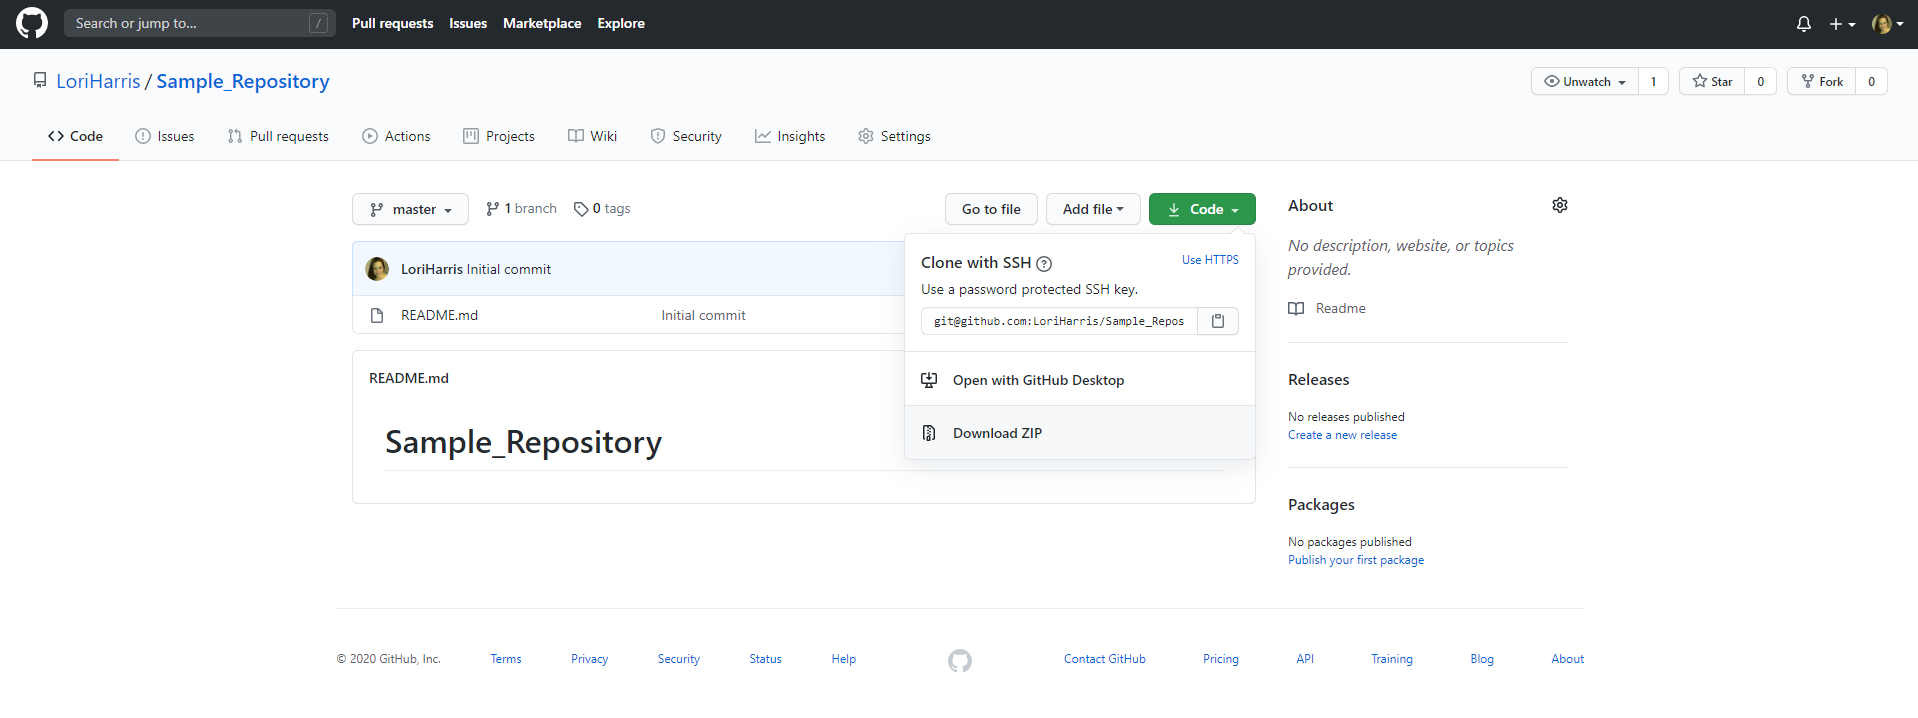 Search or jump to... / Pull requests Issues Marketplace Explore
LoriHarris / Sample_Repository Unwatch 1 Star 0 Fork 0
Code Issues Pull requests Actions Projects Wiki Security Insights Settings
master 1 branch 0 tags Go to file Add file Code
LoriHarris Initial commit
README.md Initial commit
README.md
Sample_Repository
Clone with SSH ? Use HTTPS
Use a password protected SSH key.
git@github.com:LoriHarris/Sample_Repos
Open with GitHub Desktop
Download ZIP
About
No description, website, or topics
provided.
Readme
Releases
No releases published
Create a new release
Packages
No packages published
Publish your first package
© 2020 GitHub, Inc. Terms Privacy Security Status Help Contact GitHub Pricing API Training Blog About